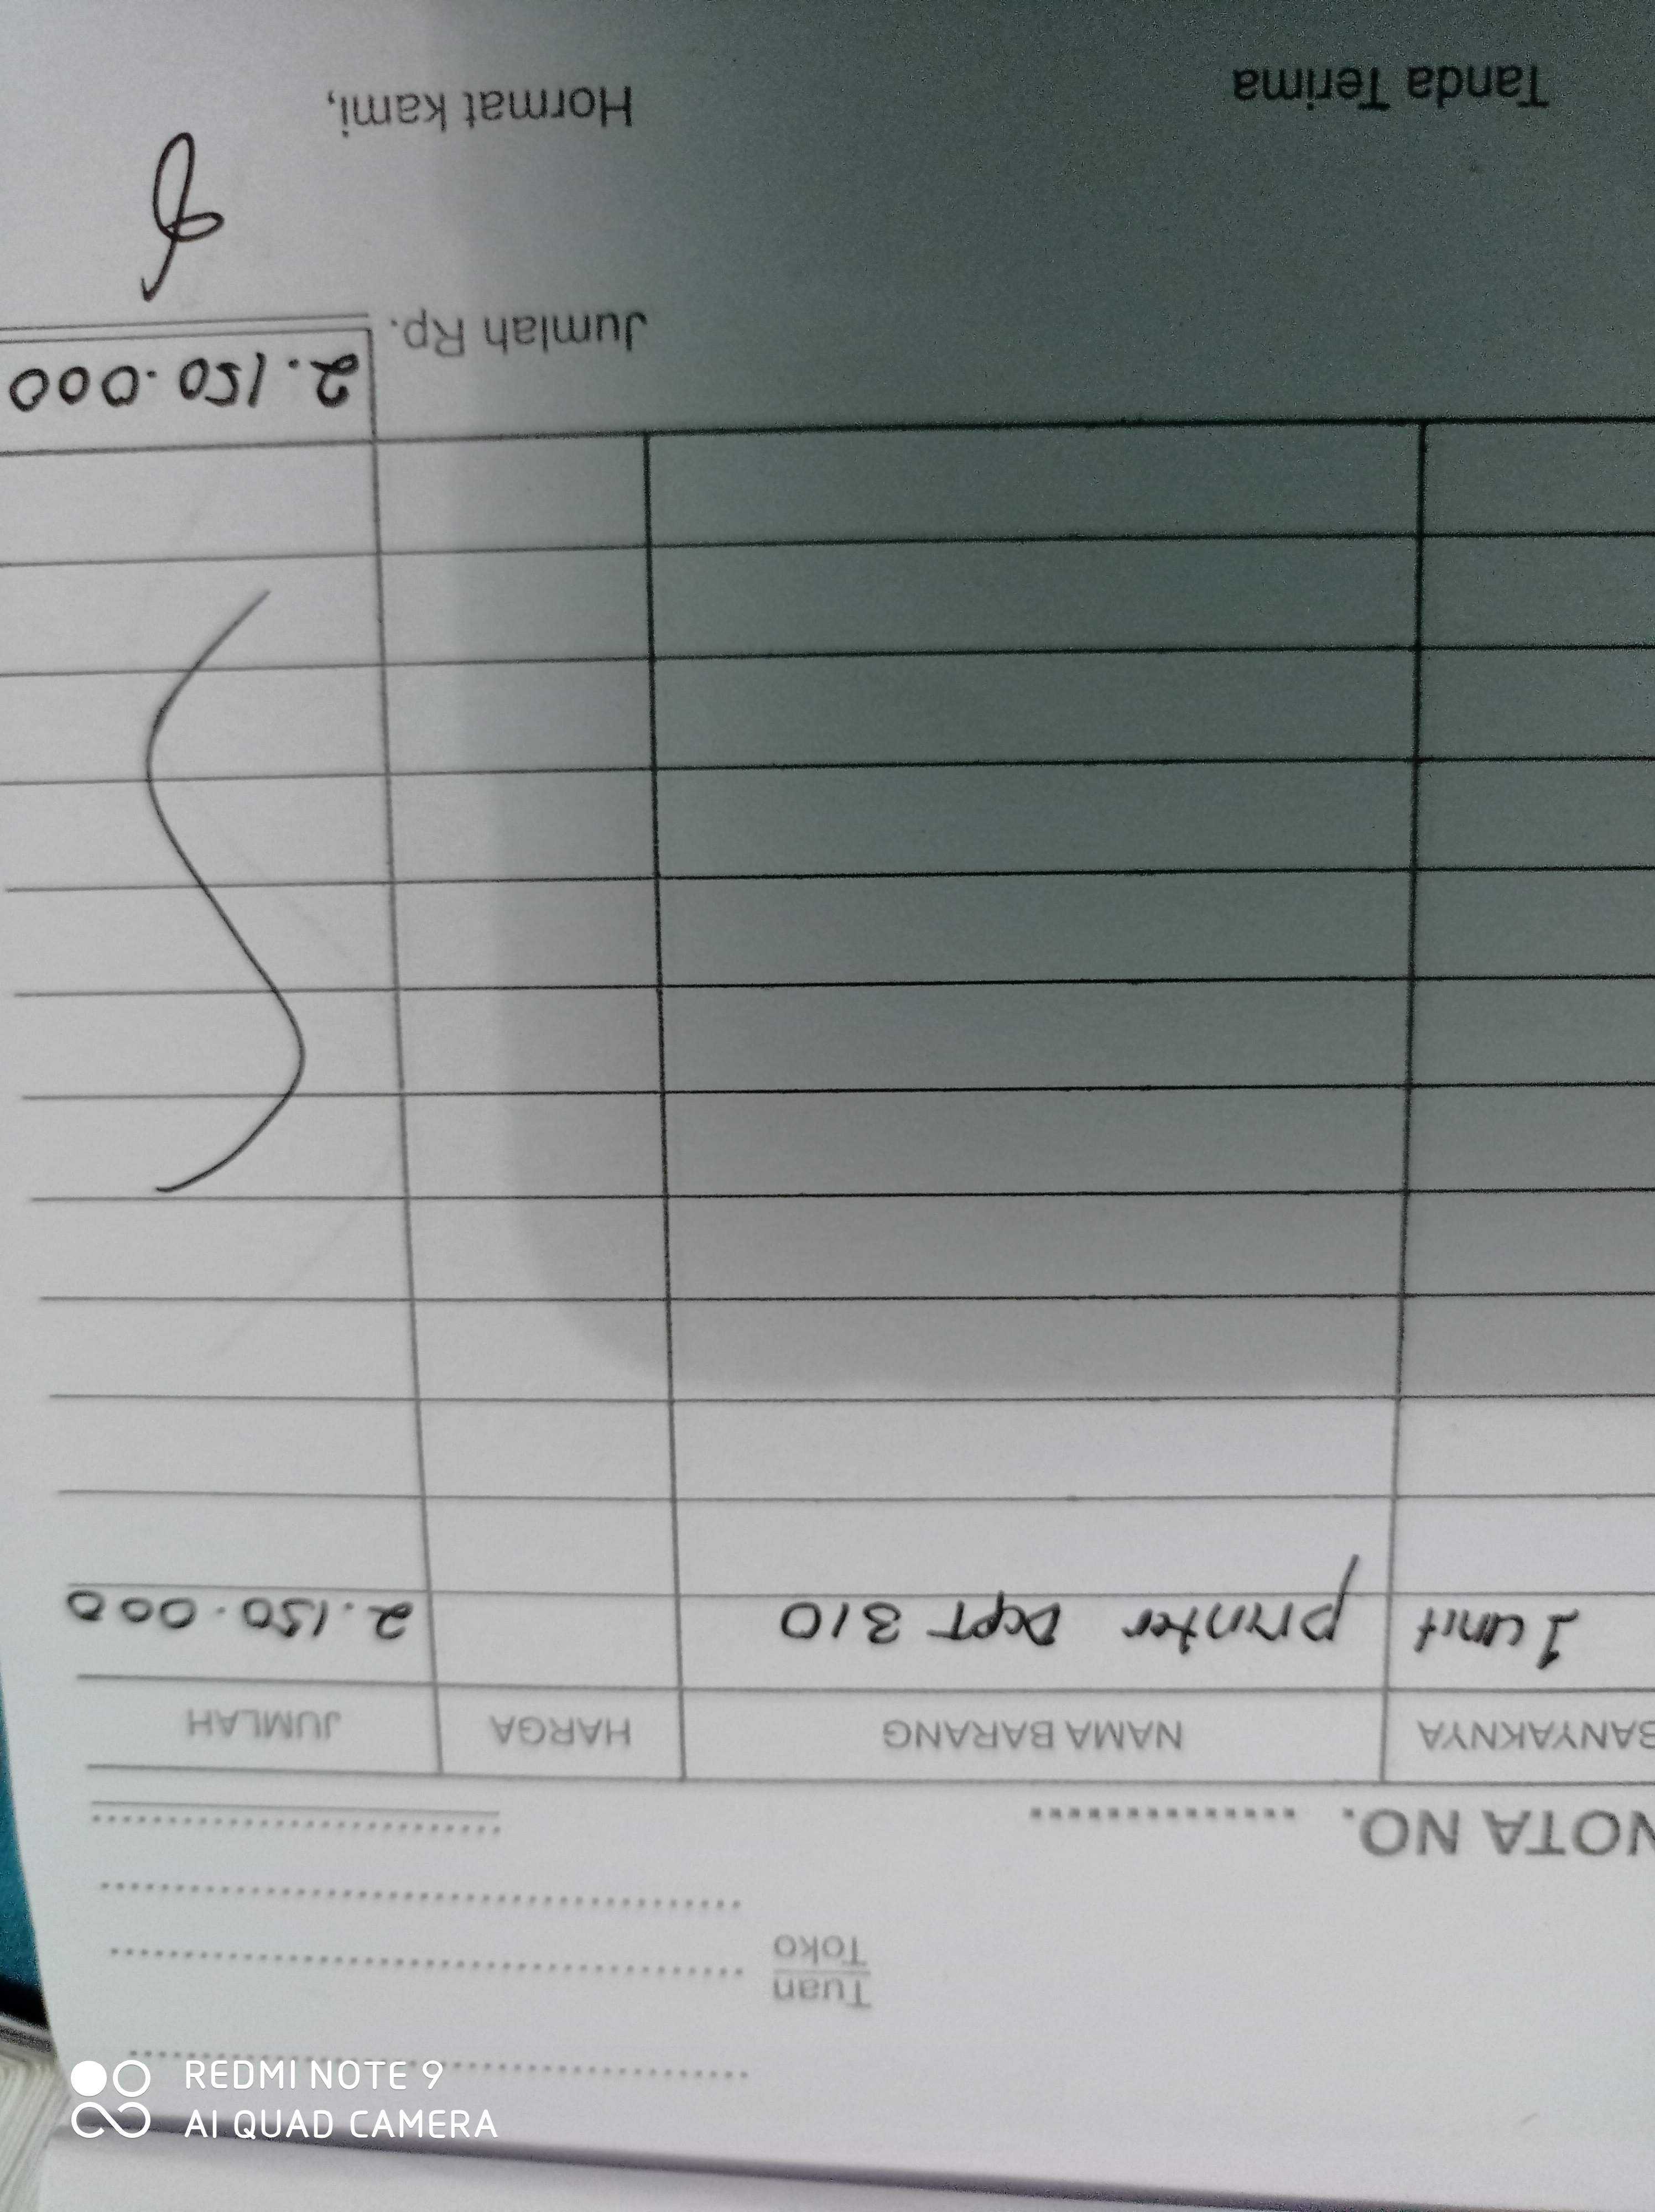 Tuan
Toko
NOTA NO.
BANYAKNYA NAMA BARANG HARGA JUMLAH
1 unit printer DcpT 310 2.150.000
Jumlah Rp. 2.150.000
Tanda Terima Hormat kami,
REDMI NOTE 9
AI QUAD CAMERA